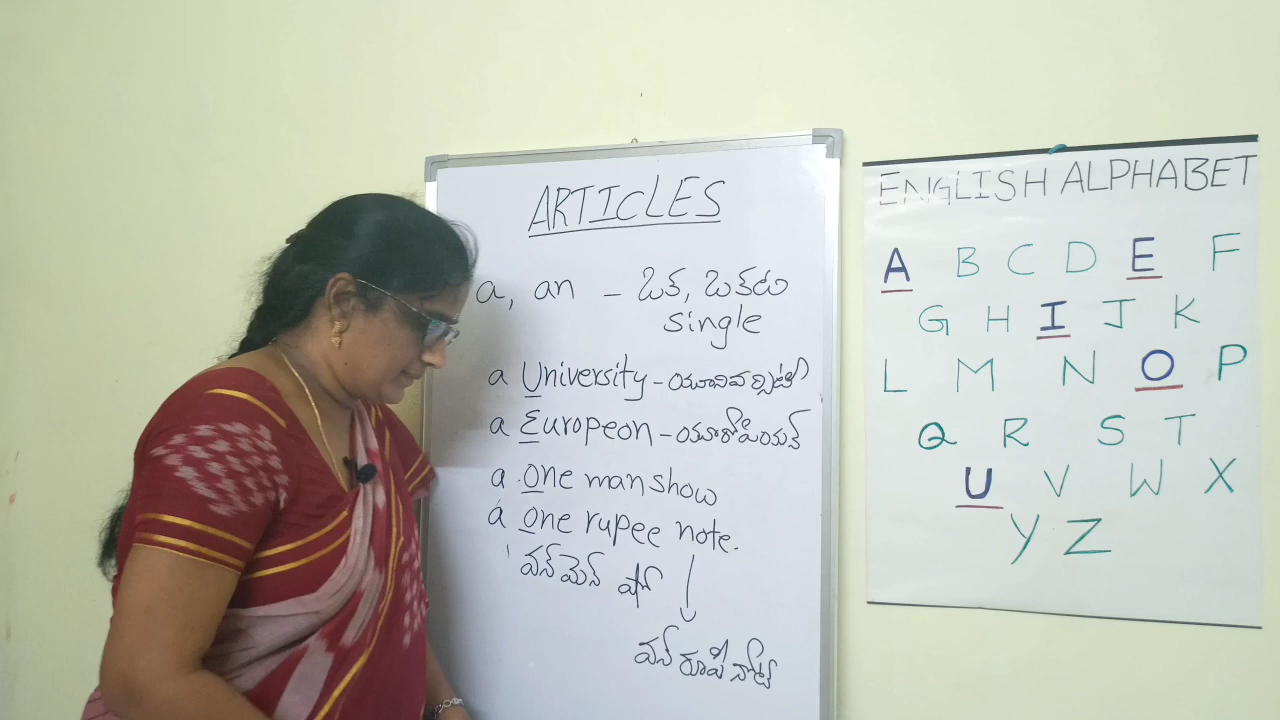 ARTICLES
a, an - ఒక, ఒకటి
single
a University - యూనివర్సిటీ
a European - యూరోపియన్
a one man show
a one rupee note.
వన్ మెన్ షో
వన్ రూపీ నోట్
ENGLISH ALPHABET
A B C D E F
G H I J K
L M N O P
Q R S T
U V W X
Y Z